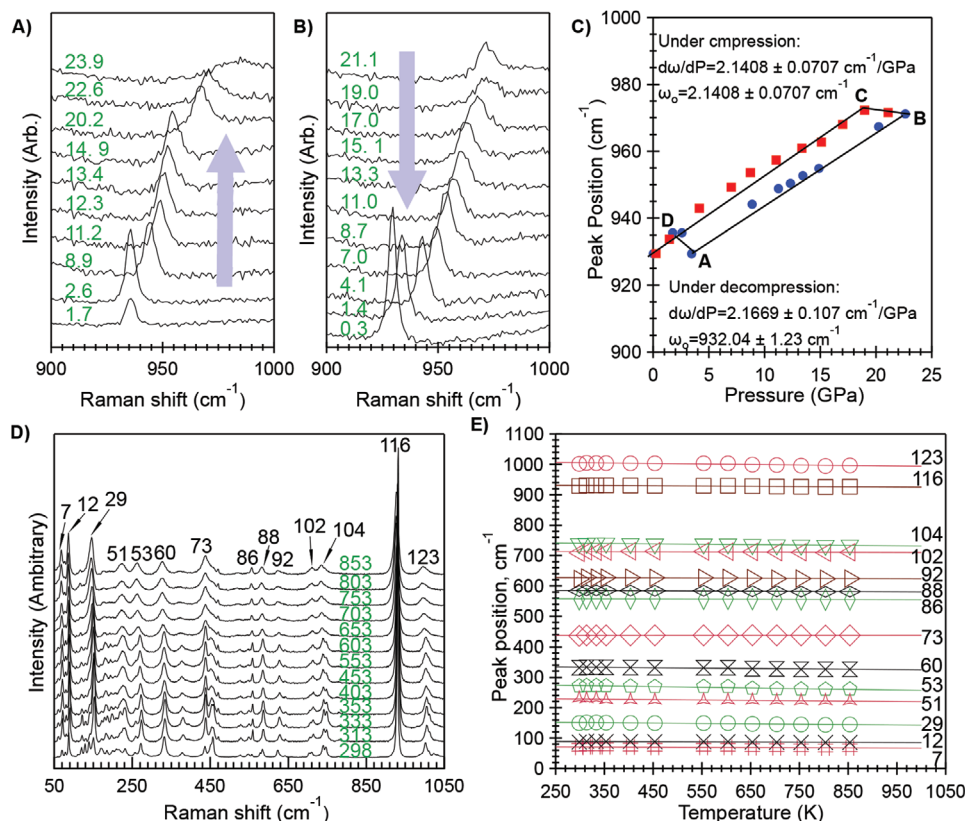 A)
23.9
22.6
20.2
14.9
13.4
12.3
11.2
8.9
2.6
1.7
Intensity (Arb.)
900 950 1000
Raman shift (cm-1)
B)
21.1
19.0
17.0
15.1
13.3
11.0
8.7
7.0
4.1
1.4
0.3
Intensity (Arb.)
900 950 1000
Raman shift (cm-1)
C)
1000
980
960
940
920
900
Peak Position (cm-1)
Under cmpression:
dω/dP=2.1408 ± 0.0707 cm-1/GPa
ωo=2.1408 ± 0.0707 cm-1
C
B
D
A
Under decompression:
dω/dP=2.1669 ± 0.107 cm-1/GPa
ωo=932.04 ± 1.23 cm-1
0 5 10 15 20 25
Pressure (GPa)
D)
7 12 29 51 53 60 73 86 88 92 102 104 116 123
853
803
753
703
653
603
553
453
403
353
333
313
298
Intensity (Ambitrary)
50 250 450 650 850 1050
Raman shift (cm-1)
E)
1100
1000
900
800
700
600
500
400
300
200
100
0
Peak position, cm-1
123
116
104
102
92
88
86
73
60
53
51
29
12
7
250 350 450 550 650 750 850 950 1050
Temperature (K)